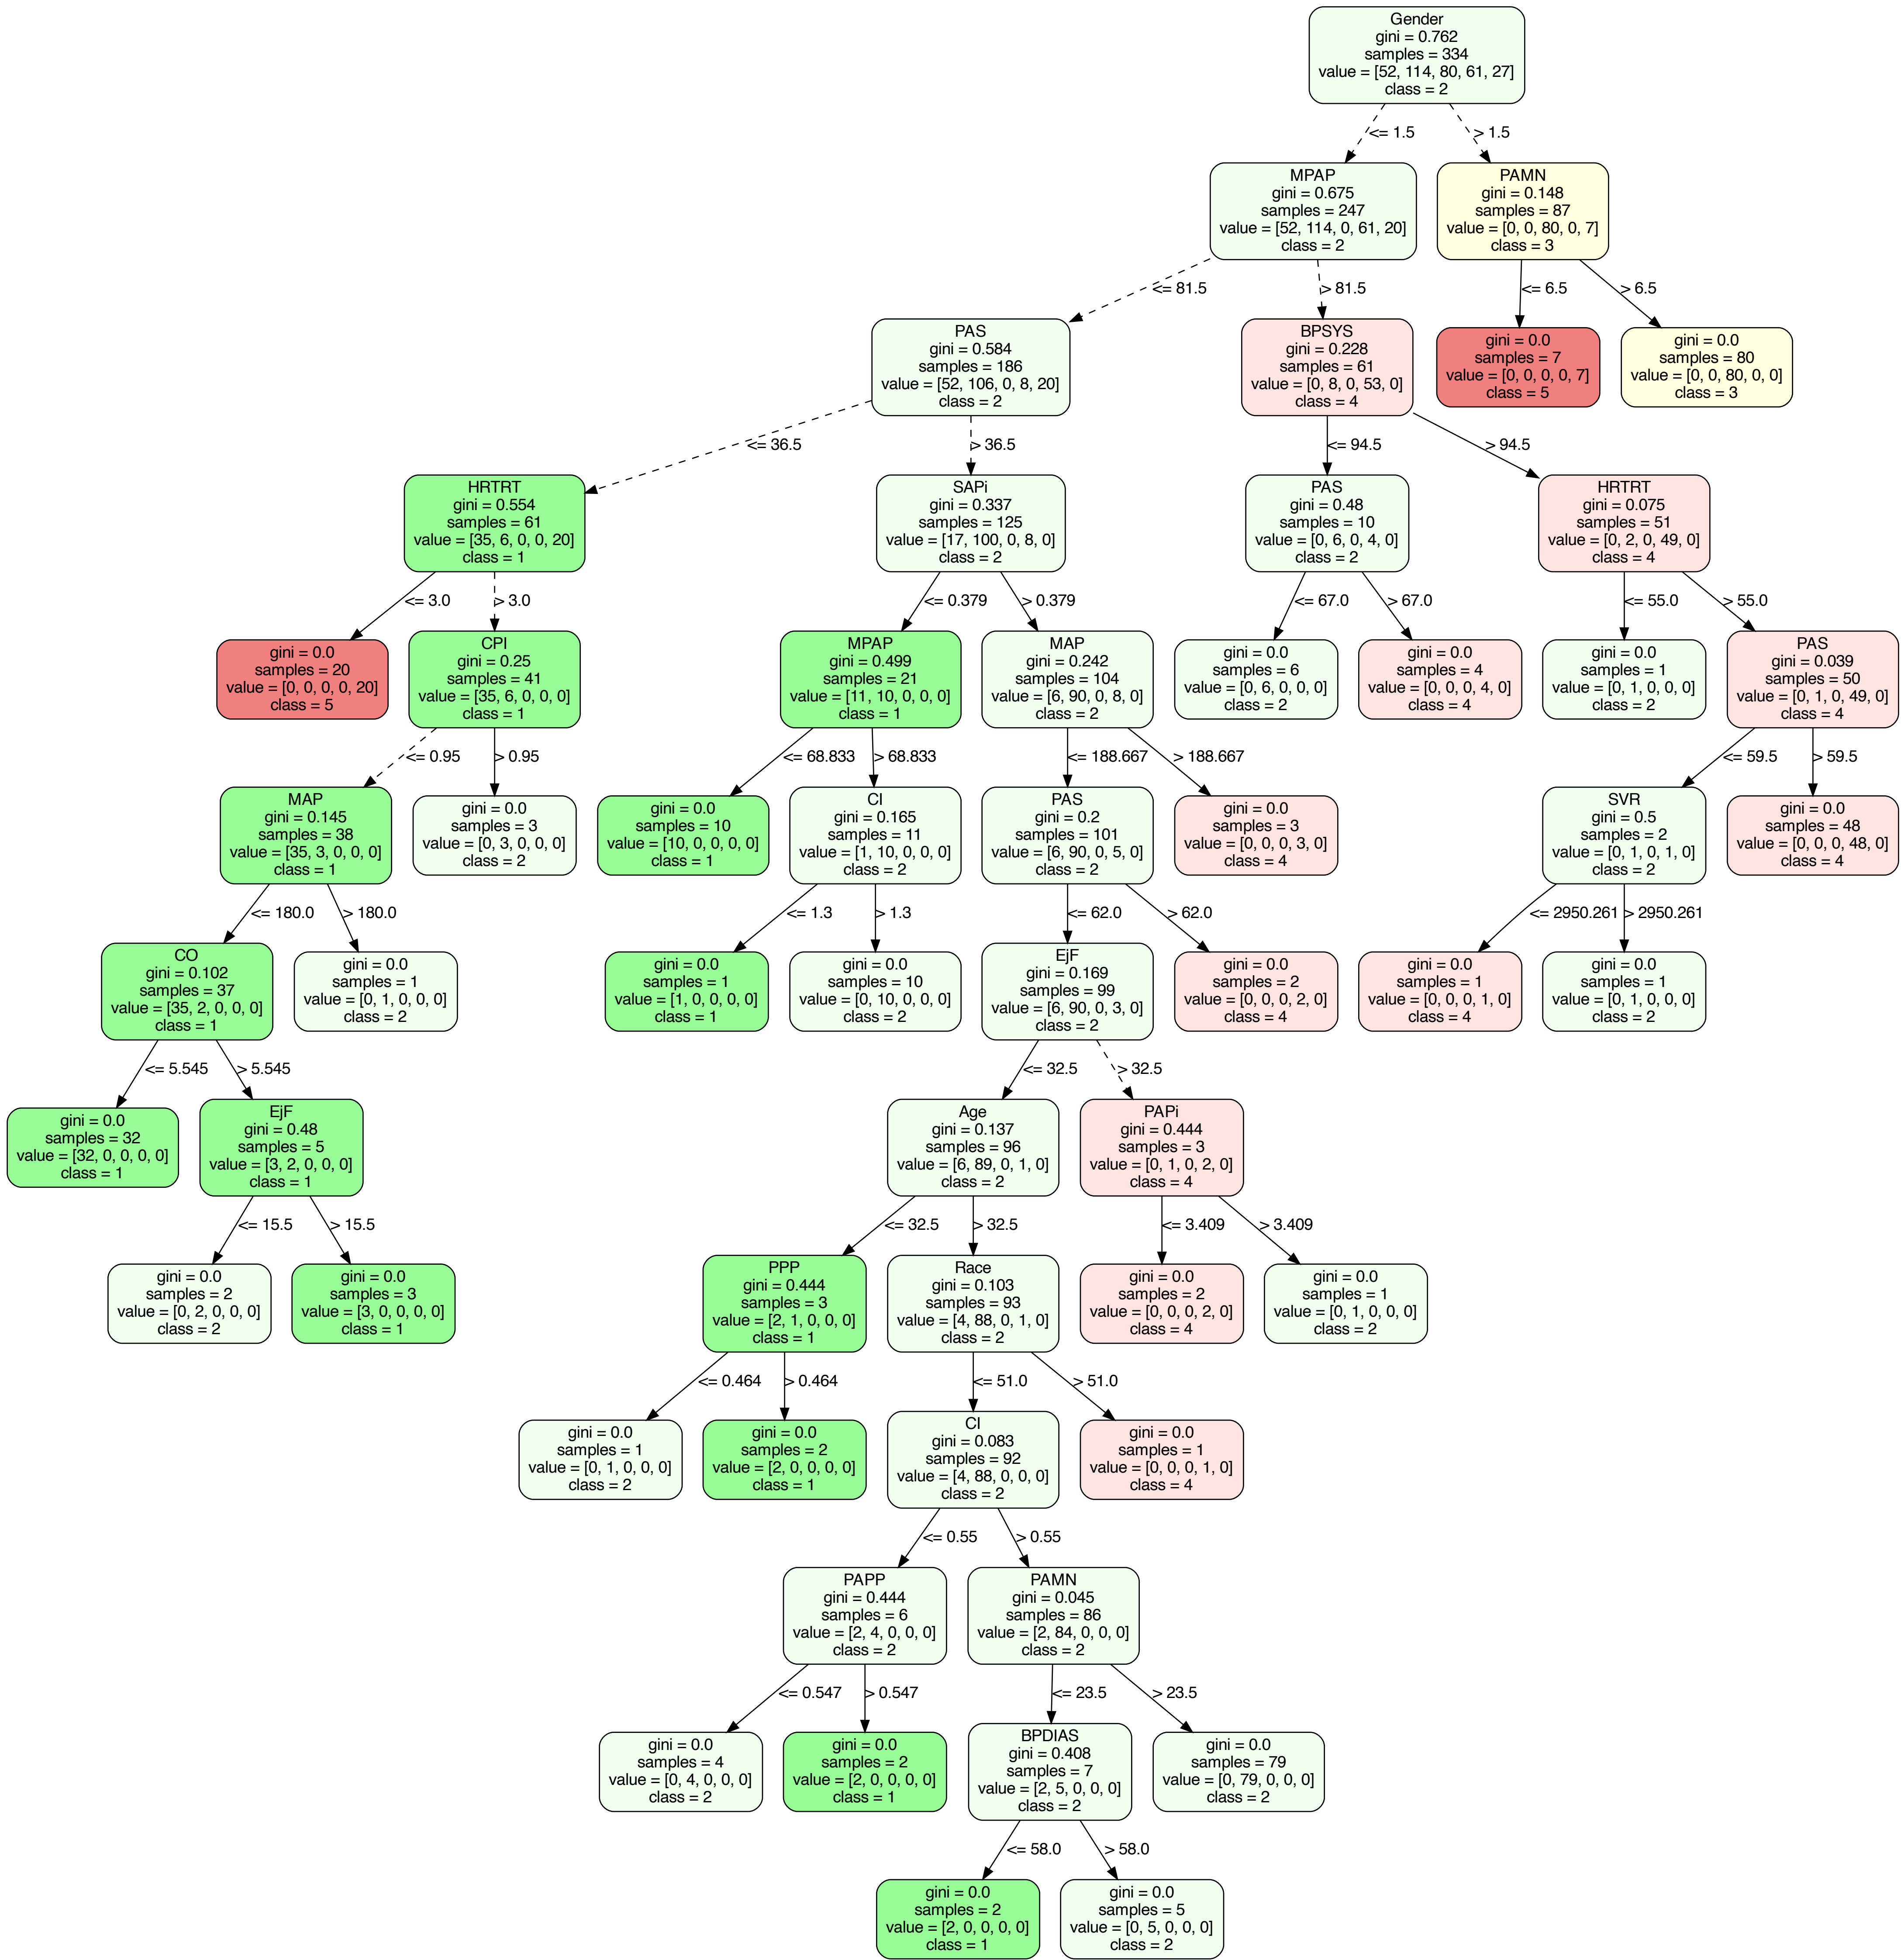 Gender
gini = 0.762
samples = 334
value = [52, 114, 80, 61, 27]
class = 2
<= 1.5
> 1.5
MPAP
gini = 0.675
samples = 247
value = [52, 114, 0, 61, 20]
class = 2
PAMN
gini = 0.148
samples = 87
value = [0, 0, 80, 0, 7]
class = 3
<= 81.5
> 81.5
<= 6.5
> 6.5
PAS
gini = 0.584
samples = 186
value = [52, 106, 0, 8, 20]
class = 2
BPSYS
gini = 0.228
samples = 61
value = [0, 8, 0, 53, 0]
class = 4
gini = 0.0
samples = 7
value = [0, 0, 0, 0, 7]
class = 5
gini = 0.0
samples = 80
value = [0, 0, 80, 0, 0]
class = 3
<= 36.5
> 36.5
<= 94.5
> 94.5
HRTRT
gini = 0.554
samples = 61
value = [35, 6, 0, 0, 20]
class = 1
SAPi
gini = 0.337
samples = 125
value = [17, 100, 0, 8, 0]
class = 2
PAS
gini = 0.48
samples = 10
value = [0, 6, 0, 4, 0]
class = 2
HRTRT
gini = 0.075
samples = 51
value = [0, 2, 0, 49, 0]
class = 4
<= 3.0
> 3.0
<= 0.379
> 0.379
<= 67.0
> 67.0
<= 55.0
> 55.0
gini = 0.0
samples = 20
value = [0, 0, 0, 0, 20]
class = 5
CPI
gini = 0.25
samples = 41
value = [35, 6, 0, 0, 0]
class = 1
MPAP
gini = 0.499
samples = 21
value = [11, 10, 0, 0, 0]
class = 1
MAP
gini = 0.242
samples = 104
value = [6, 90, 0, 8, 0]
class = 2
gini = 0.0
samples = 6
value = [0, 6, 0, 0, 0]
class = 2
gini = 0.0
samples = 4
value = [0, 0, 0, 4, 0]
class = 4
gini = 0.0
samples = 1
value = [0, 1, 0, 0, 0]
class = 2
PAS
gini = 0.039
samples = 50
value = [0, 1, 0, 49, 0]
class = 4
<= 0.95
> 0.95
<= 68.833
> 68.833
<= 188.667
> 188.667
<= 59.5
> 59.5
MAP
gini = 0.145
samples = 38
value = [35, 3, 0, 0, 0]
class = 1
gini = 0.0
samples = 3
value = [0, 3, 0, 0, 0]
class = 2
gini = 0.0
samples = 10
value = [10, 0, 0, 0, 0]
class = 1
CI
gini = 0.165
samples = 11
value = [1, 10, 0, 0, 0]
class = 2
PAS
gini = 0.2
samples = 101
value = [6, 90, 0, 5, 0]
class = 2
gini = 0.0
samples = 3
value = [0, 0, 0, 3, 0]
class = 4
SVR
gini = 0.5
samples = 2
value = [0, 1, 0, 1, 0]
class = 2
gini = 0.0
samples = 48
value = [0, 0, 0, 48, 0]
class = 4
<= 180.0
> 180.0
<= 1.3
> 1.3
<= 62.0
> 62.0
<= 2950.261
> 2950.261
CO
gini = 0.102
samples = 37
value = [35, 2, 0, 0, 0]
class = 1
gini = 0.0
samples = 1
value = [0, 1, 0, 0, 0]
class = 2
gini = 0.0
samples = 1
value = [1, 0, 0, 0, 0]
class = 1
gini = 0.0
samples = 10
value = [0, 10, 0, 0, 0]
class = 2
EjF
gini = 0.169
samples = 99
value = [6, 90, 0, 3, 0]
class = 2
gini = 0.0
samples = 2
value = [0, 0, 0, 2, 0]
class = 4
gini = 0.0
samples = 1
value = [0, 0, 0, 1, 0]
class = 4
gini = 0.0
samples = 1
value = [0, 1, 0, 0, 0]
class = 2
<= 5.545
> 5.545
<= 32.5
> 32.5
gini = 0.0
samples = 32
value = [32, 0, 0, 0, 0]
class = 1
EjF
gini = 0.48
samples = 5
value = [3, 2, 0, 0, 0]
class = 1
Age
gini = 0.137
samples = 96
value = [6, 89, 0, 1, 0]
class = 2
PAPi
gini = 0.444
samples = 3
value = [0, 1, 0, 2, 0]
class = 4
<= 15.5
> 15.5
<= 32.5
> 32.5
<= 3.409
> 3.409
gini = 0.0
samples = 2
value = [0, 2, 0, 0, 0]
class = 2
gini = 0.0
samples = 3
value = [3, 0, 0, 0, 0]
class = 1
PPP
gini = 0.444
samples = 3
value = [2, 1, 0, 0, 0]
class = 1
Race
gini = 0.103
samples = 93
value = [4, 88, 0, 1, 0]
class = 2
gini = 0.0
samples = 2
value = [0, 0, 0, 2, 0]
class = 4
gini = 0.0
samples = 1
value = [0, 1, 0, 0, 0]
class = 2
<= 0.464
> 0.464
<= 51.0
> 51.0
gini = 0.0
samples = 1
value = [0, 1, 0, 0, 0]
class = 2
gini = 0.0
samples = 2
value = [2, 0, 0, 0, 0]
class = 1
CI
gini = 0.083
samples = 92
value = [4, 88, 0, 0, 0]
class = 2
gini = 0.0
samples = 1
value = [0, 0, 0, 1, 0]
class = 4
<= 0.55
> 0.55
PAPP
gini = 0.444
samples = 6
value = [2, 4, 0, 0, 0]
class = 2
PAMN
gini = 0.045
samples = 86
value = [2, 84, 0, 0, 0]
class = 2
<= 0.547
> 0.547
<= 23.5
> 23.5
gini = 0.0
samples = 4
value = [0, 4, 0, 0, 0]
class = 2
gini = 0.0
samples = 2
value = [2, 0, 0, 0, 0]
class = 1
BPDIAS
gini = 0.408
samples = 7
value = [2, 5, 0, 0, 0]
class = 2
gini = 0.0
samples = 79
value = [0, 79, 0, 0, 0]
class = 2
<= 58.0
> 58.0
gini = 0.0
samples = 2
value = [2, 0, 0, 0, 0]
class = 1
gini = 0.0
samples = 5
value = [0, 5, 0, 0, 0]
class = 2